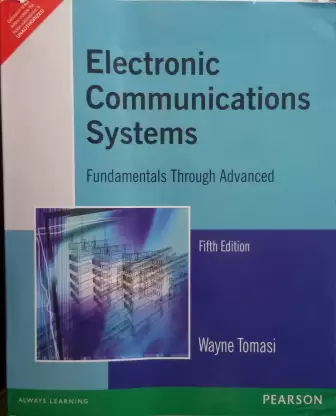 Electronic
Communications
Systems
Fundamentals Through Advanced
Fifth Edition
Wayne Tomasi
ALWAYS LEARNING
PEARSON